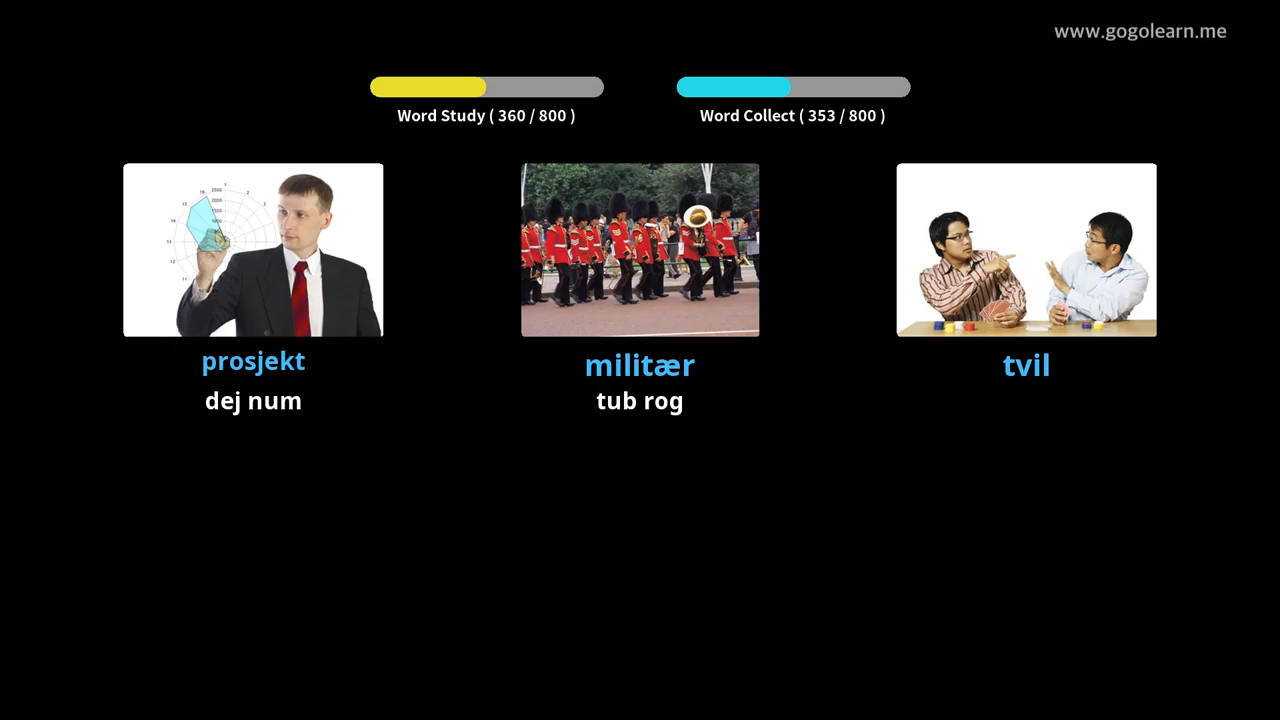 www.gogolearn.me
Word Study ( 360 / 800 )
Word Collect ( 353 / 800 )
prosjekt
militær
tvil
dej num
tub rog